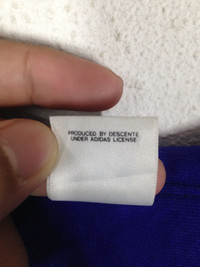 PRODUCED BY DESCENTE
UNDER ADIDAS LICENSE